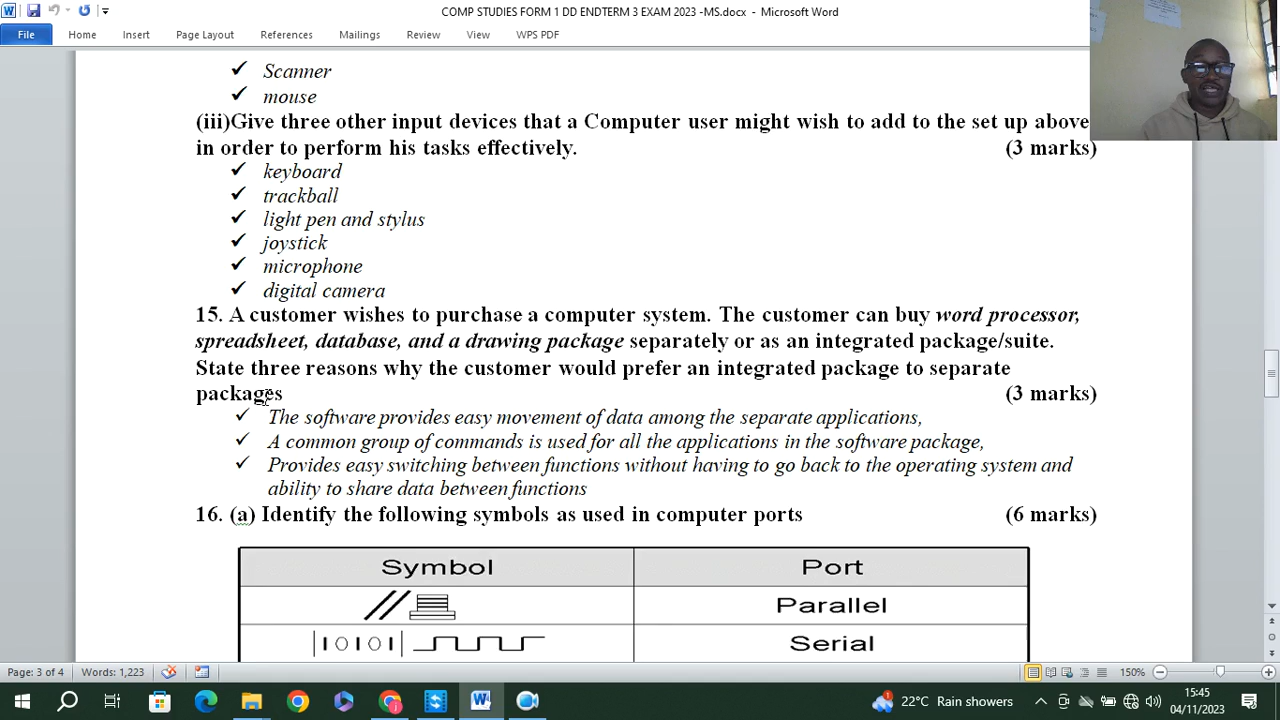 COMP STUDIES FORM 1 DD ENDTERM 3 EXAM 2023 -MS.docx - Microsoft Word
File Home Insert Page Layout References Mailings Review View WPS PDF
✓ Scanner
✓ mouse
(iii)Give three other input devices that a Computer user might wish to add to the set up above
in order to perform his tasks effectively. (3 marks)
✓ keyboard
✓ trackball
✓ light pen and stylus
✓ joystick
✓ microphone
✓ digital camera
15. A customer wishes to purchase a computer system. The customer can buy word processor,
spreadsheet, database, and a drawing package separately or as an integrated package/suite.
State three reasons why the customer would prefer an integrated package to separate
packages (3 marks)
✓ The software provides easy movement of data among the separate applications,
✓ A common group of commands is used for all the applications in the software package,
✓ Provides easy switching between functions without having to go back to the operating system and
ability to share data between functions
16. (a) Identify the following symbols as used in computer ports (6 marks)
Symbol Port
Parallel
|10101| Serial
Page: 3 of 4 Words: 1,223 150%
22°C Rain showers 15:45
04/11/2023